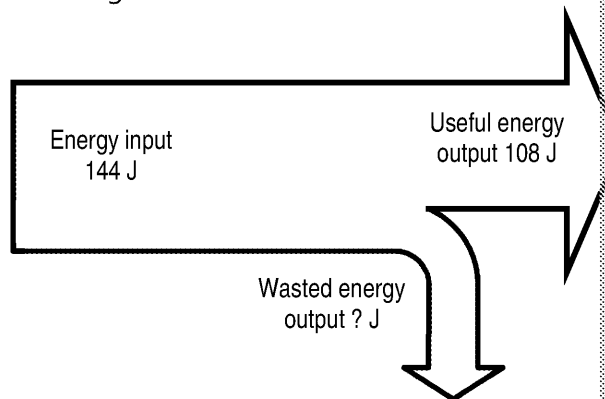 Energy input
144 J
Useful energy
output 108 J
Wasted energy
output ? J